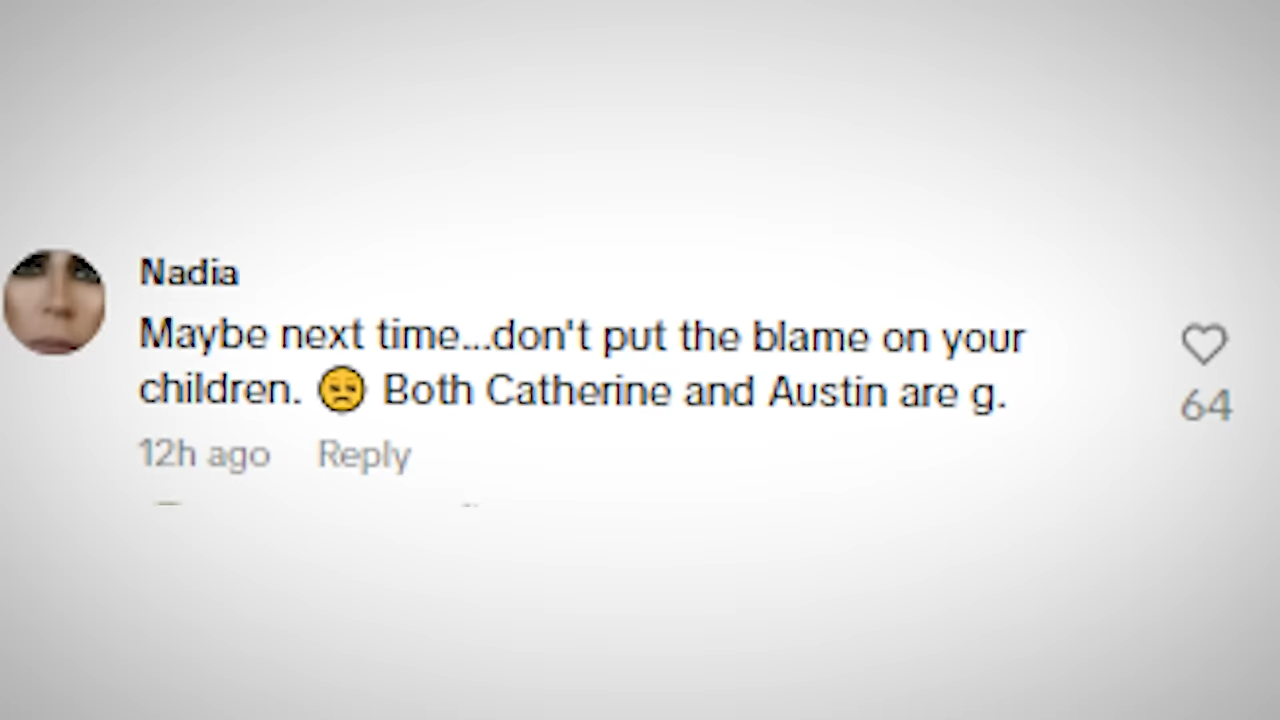 Nadia
Maybe next time...don't put the blame on your
children. 😔 Both Catherine and Austin are g.
64
12h ago Reply